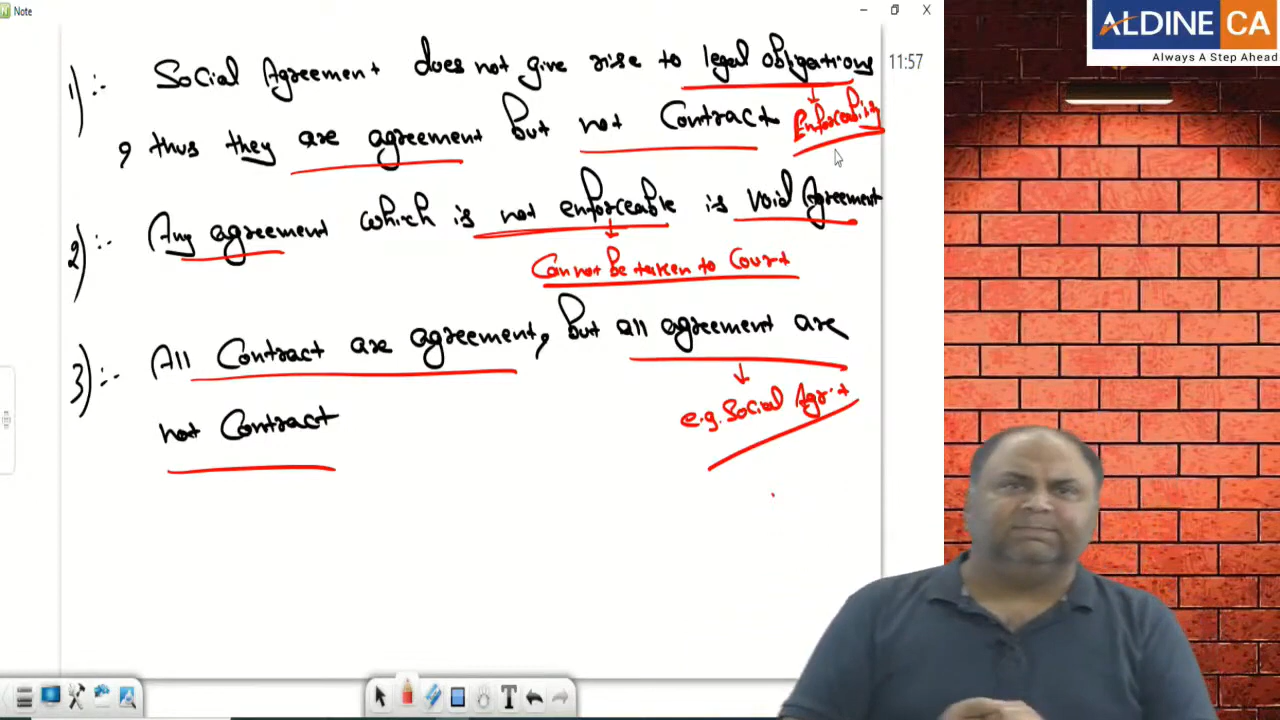 Note
ALDINE CA
Always A Step Ahead
11:57
1) :- Social Agreement does not give rise to legal obligations
Enforceability
, thus they are agreement but not Contract
2) :- Any agreement which is not enforceable is void Agreement
Cannot be taken to Court
3) :- All Contract are agreement, but all agreement are
e.g. Social Agr::t
not Contract
T